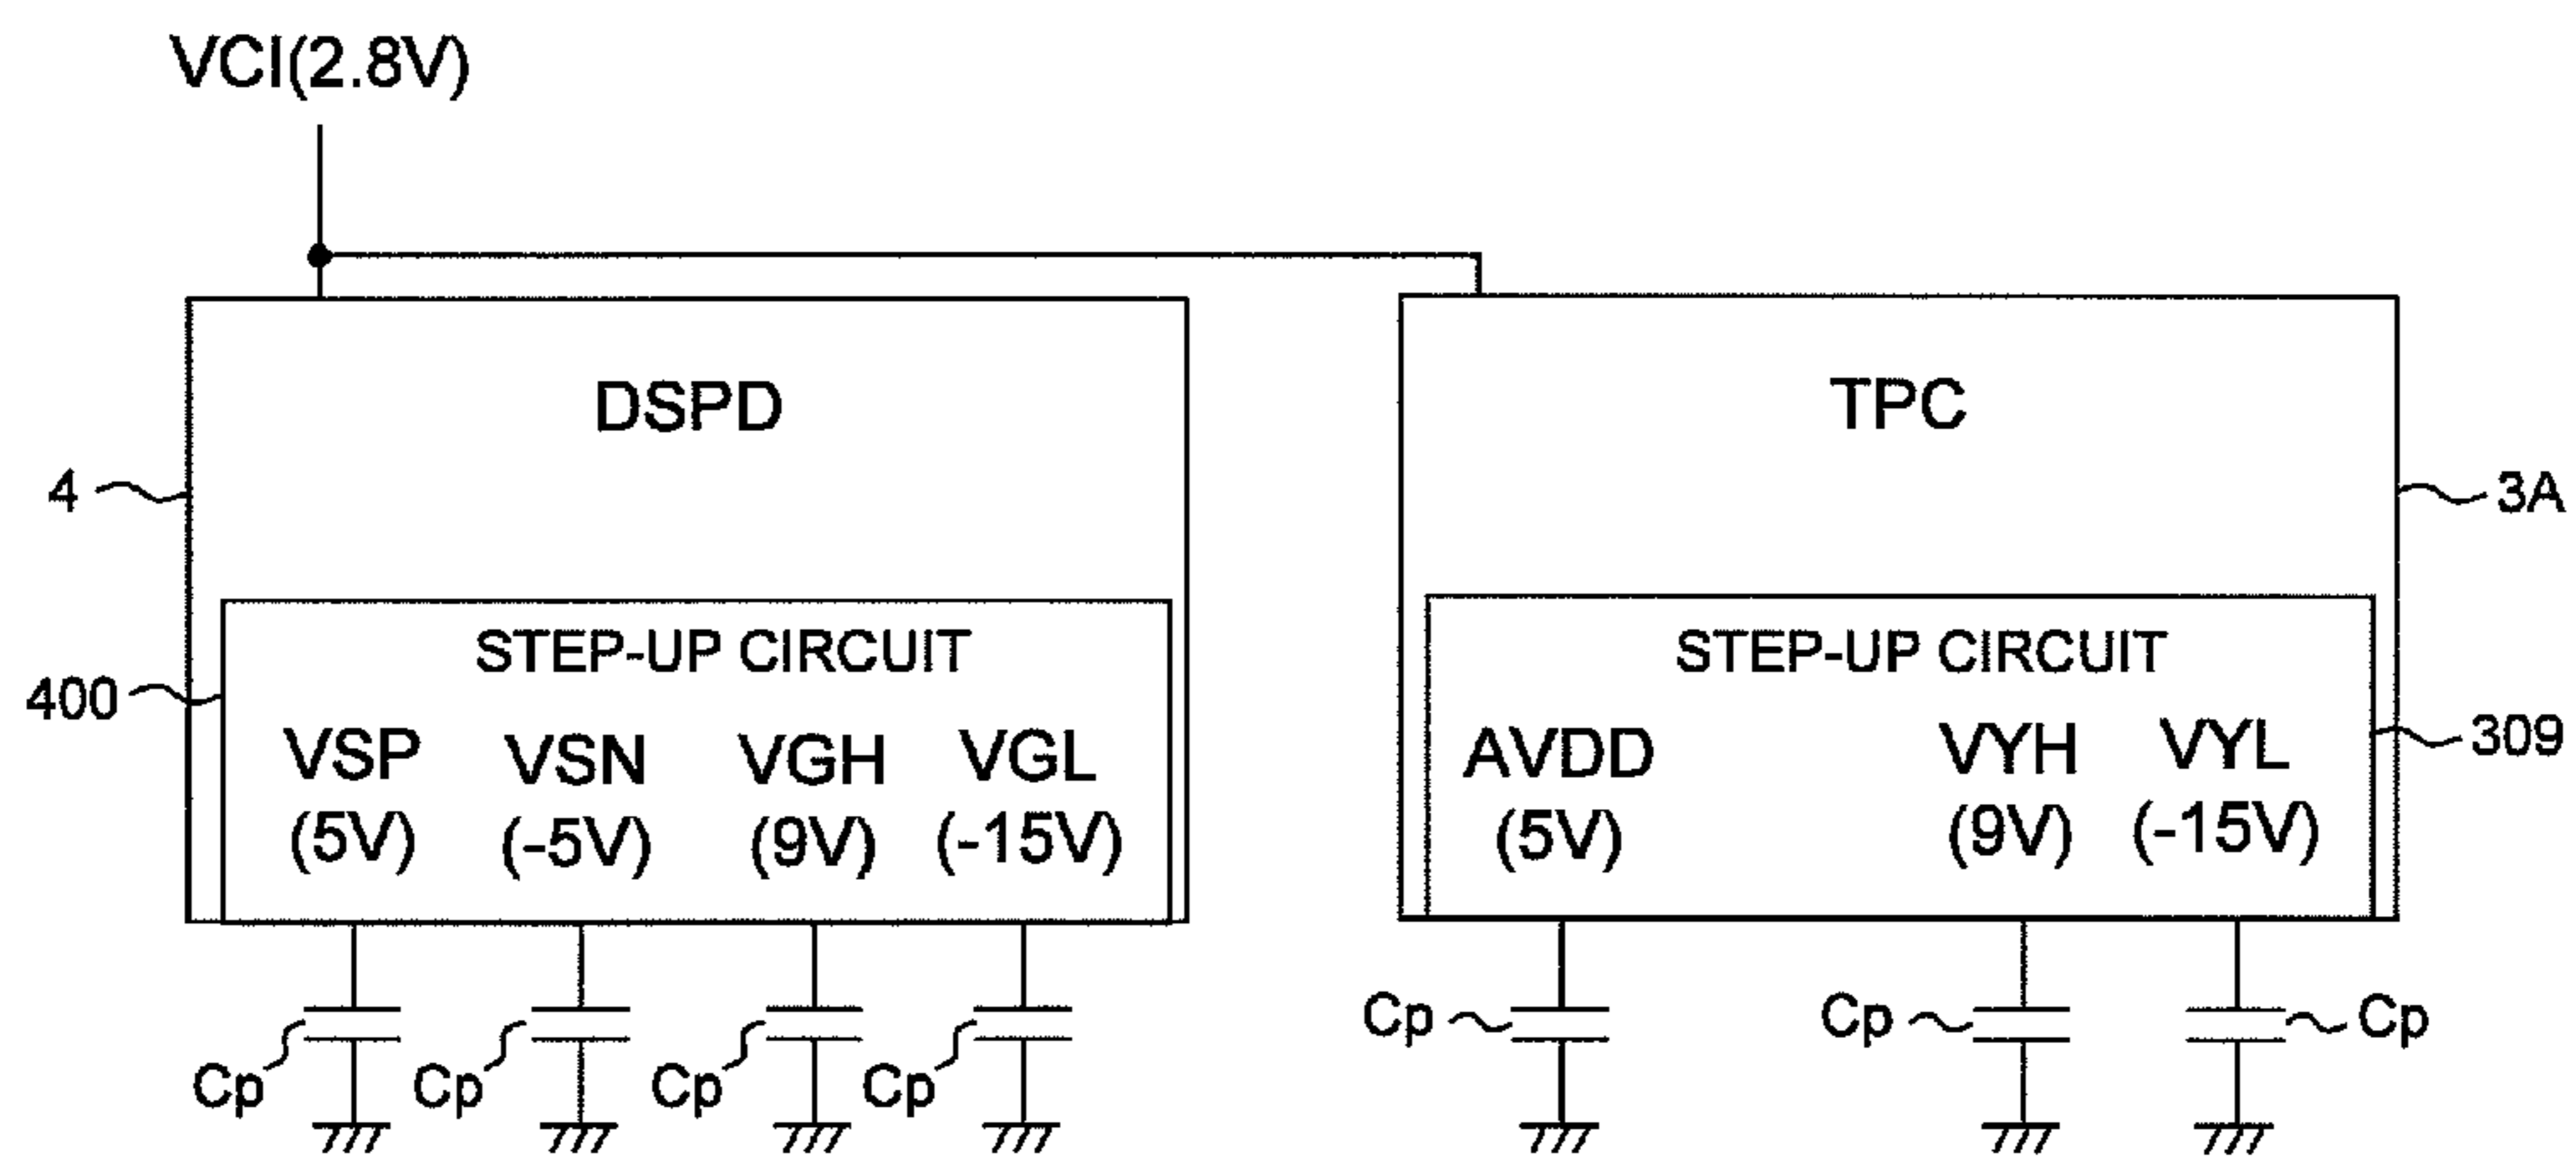 VCI(2.8V)
DSPD
TPC
4
3A
STEP-UP CIRCUIT
STEP-UP CIRCUIT
400
309
VSP VSN VGH VGL
(5V) (-5V) (9V) (-15V)
AVDD VYH VYL
(5V) (9V) (-15V)
Cp Cp Cp Cp
Cp Cp Cp